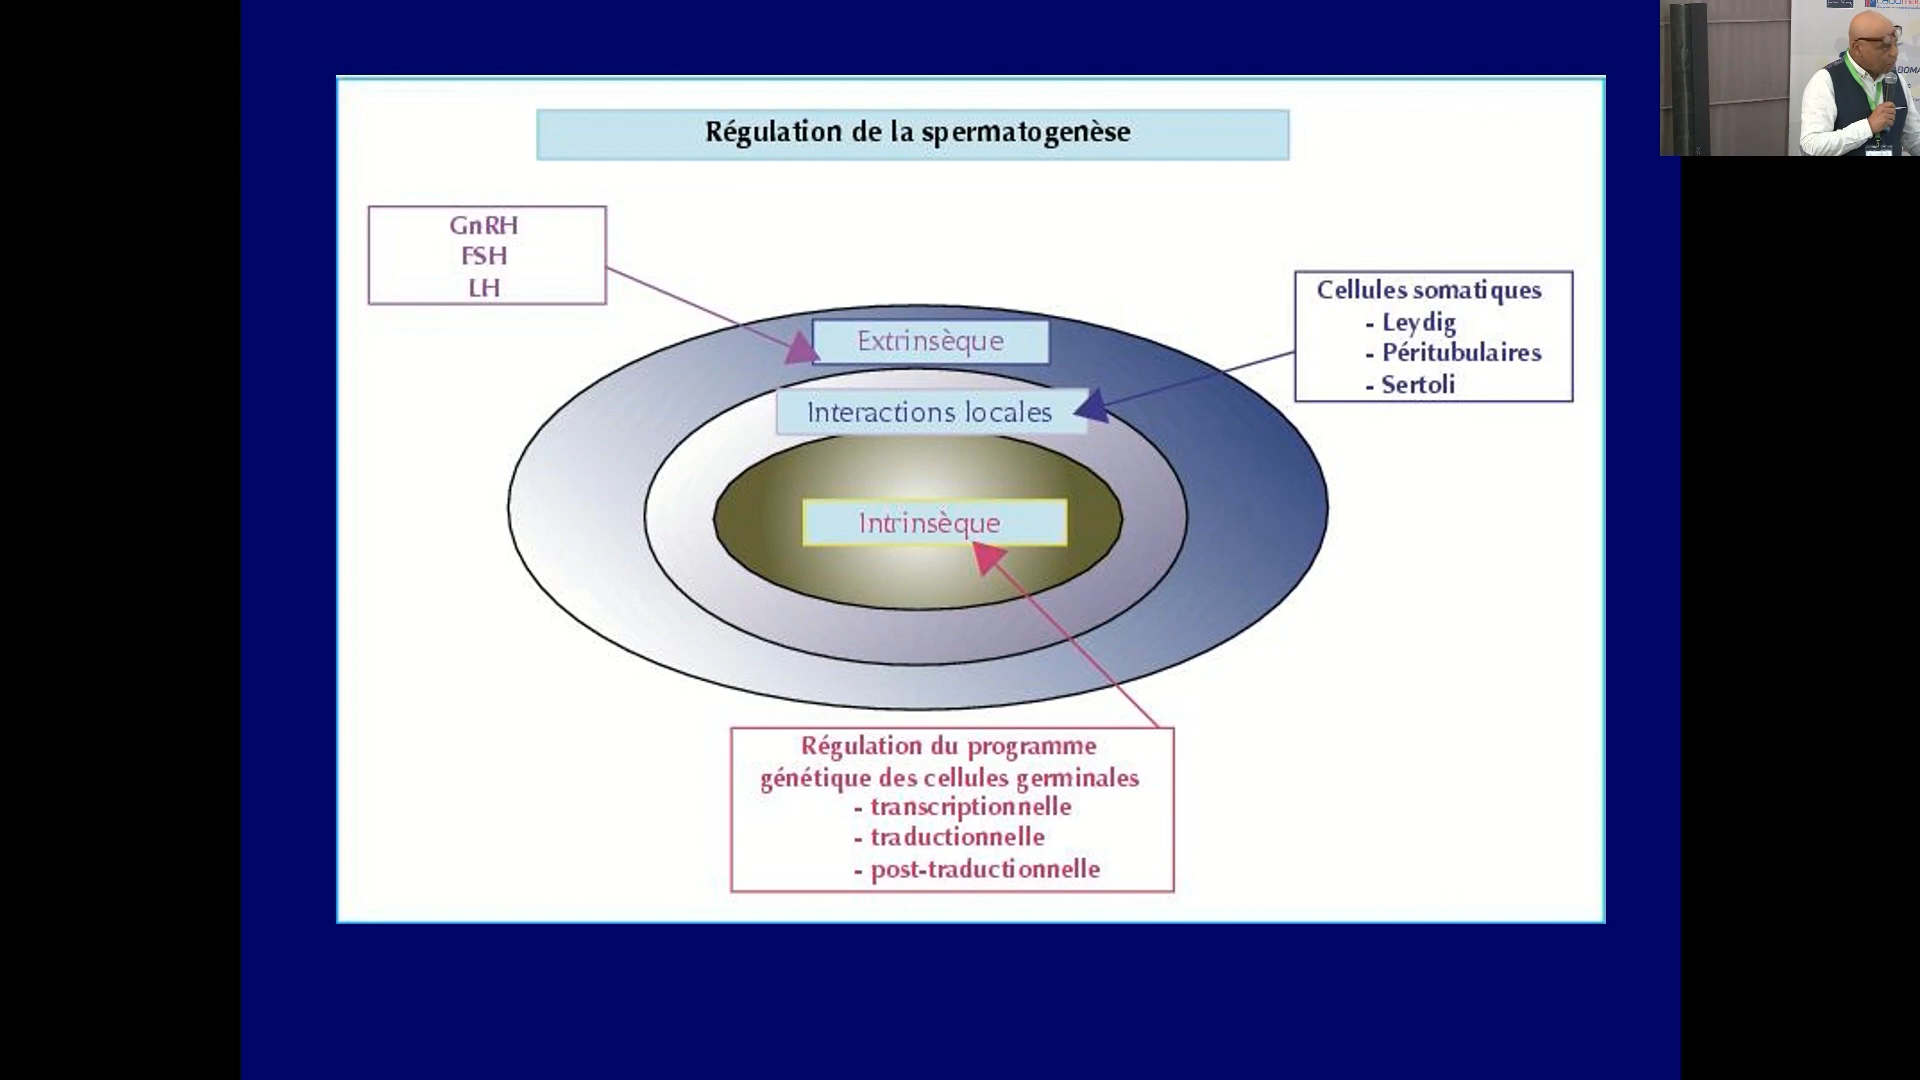 Régulation de la spermatogenèse
GnRH
FSH
LH
Cellules somatiques
- Leydig
- Péritubulaires
- Sertoli
Extrinsèque
Interactions locales
Intrinsèque
Régulation du programme
génétique des cellules germinales
- transcriptionnelle
- traductionnelle
- post-traductionnelle